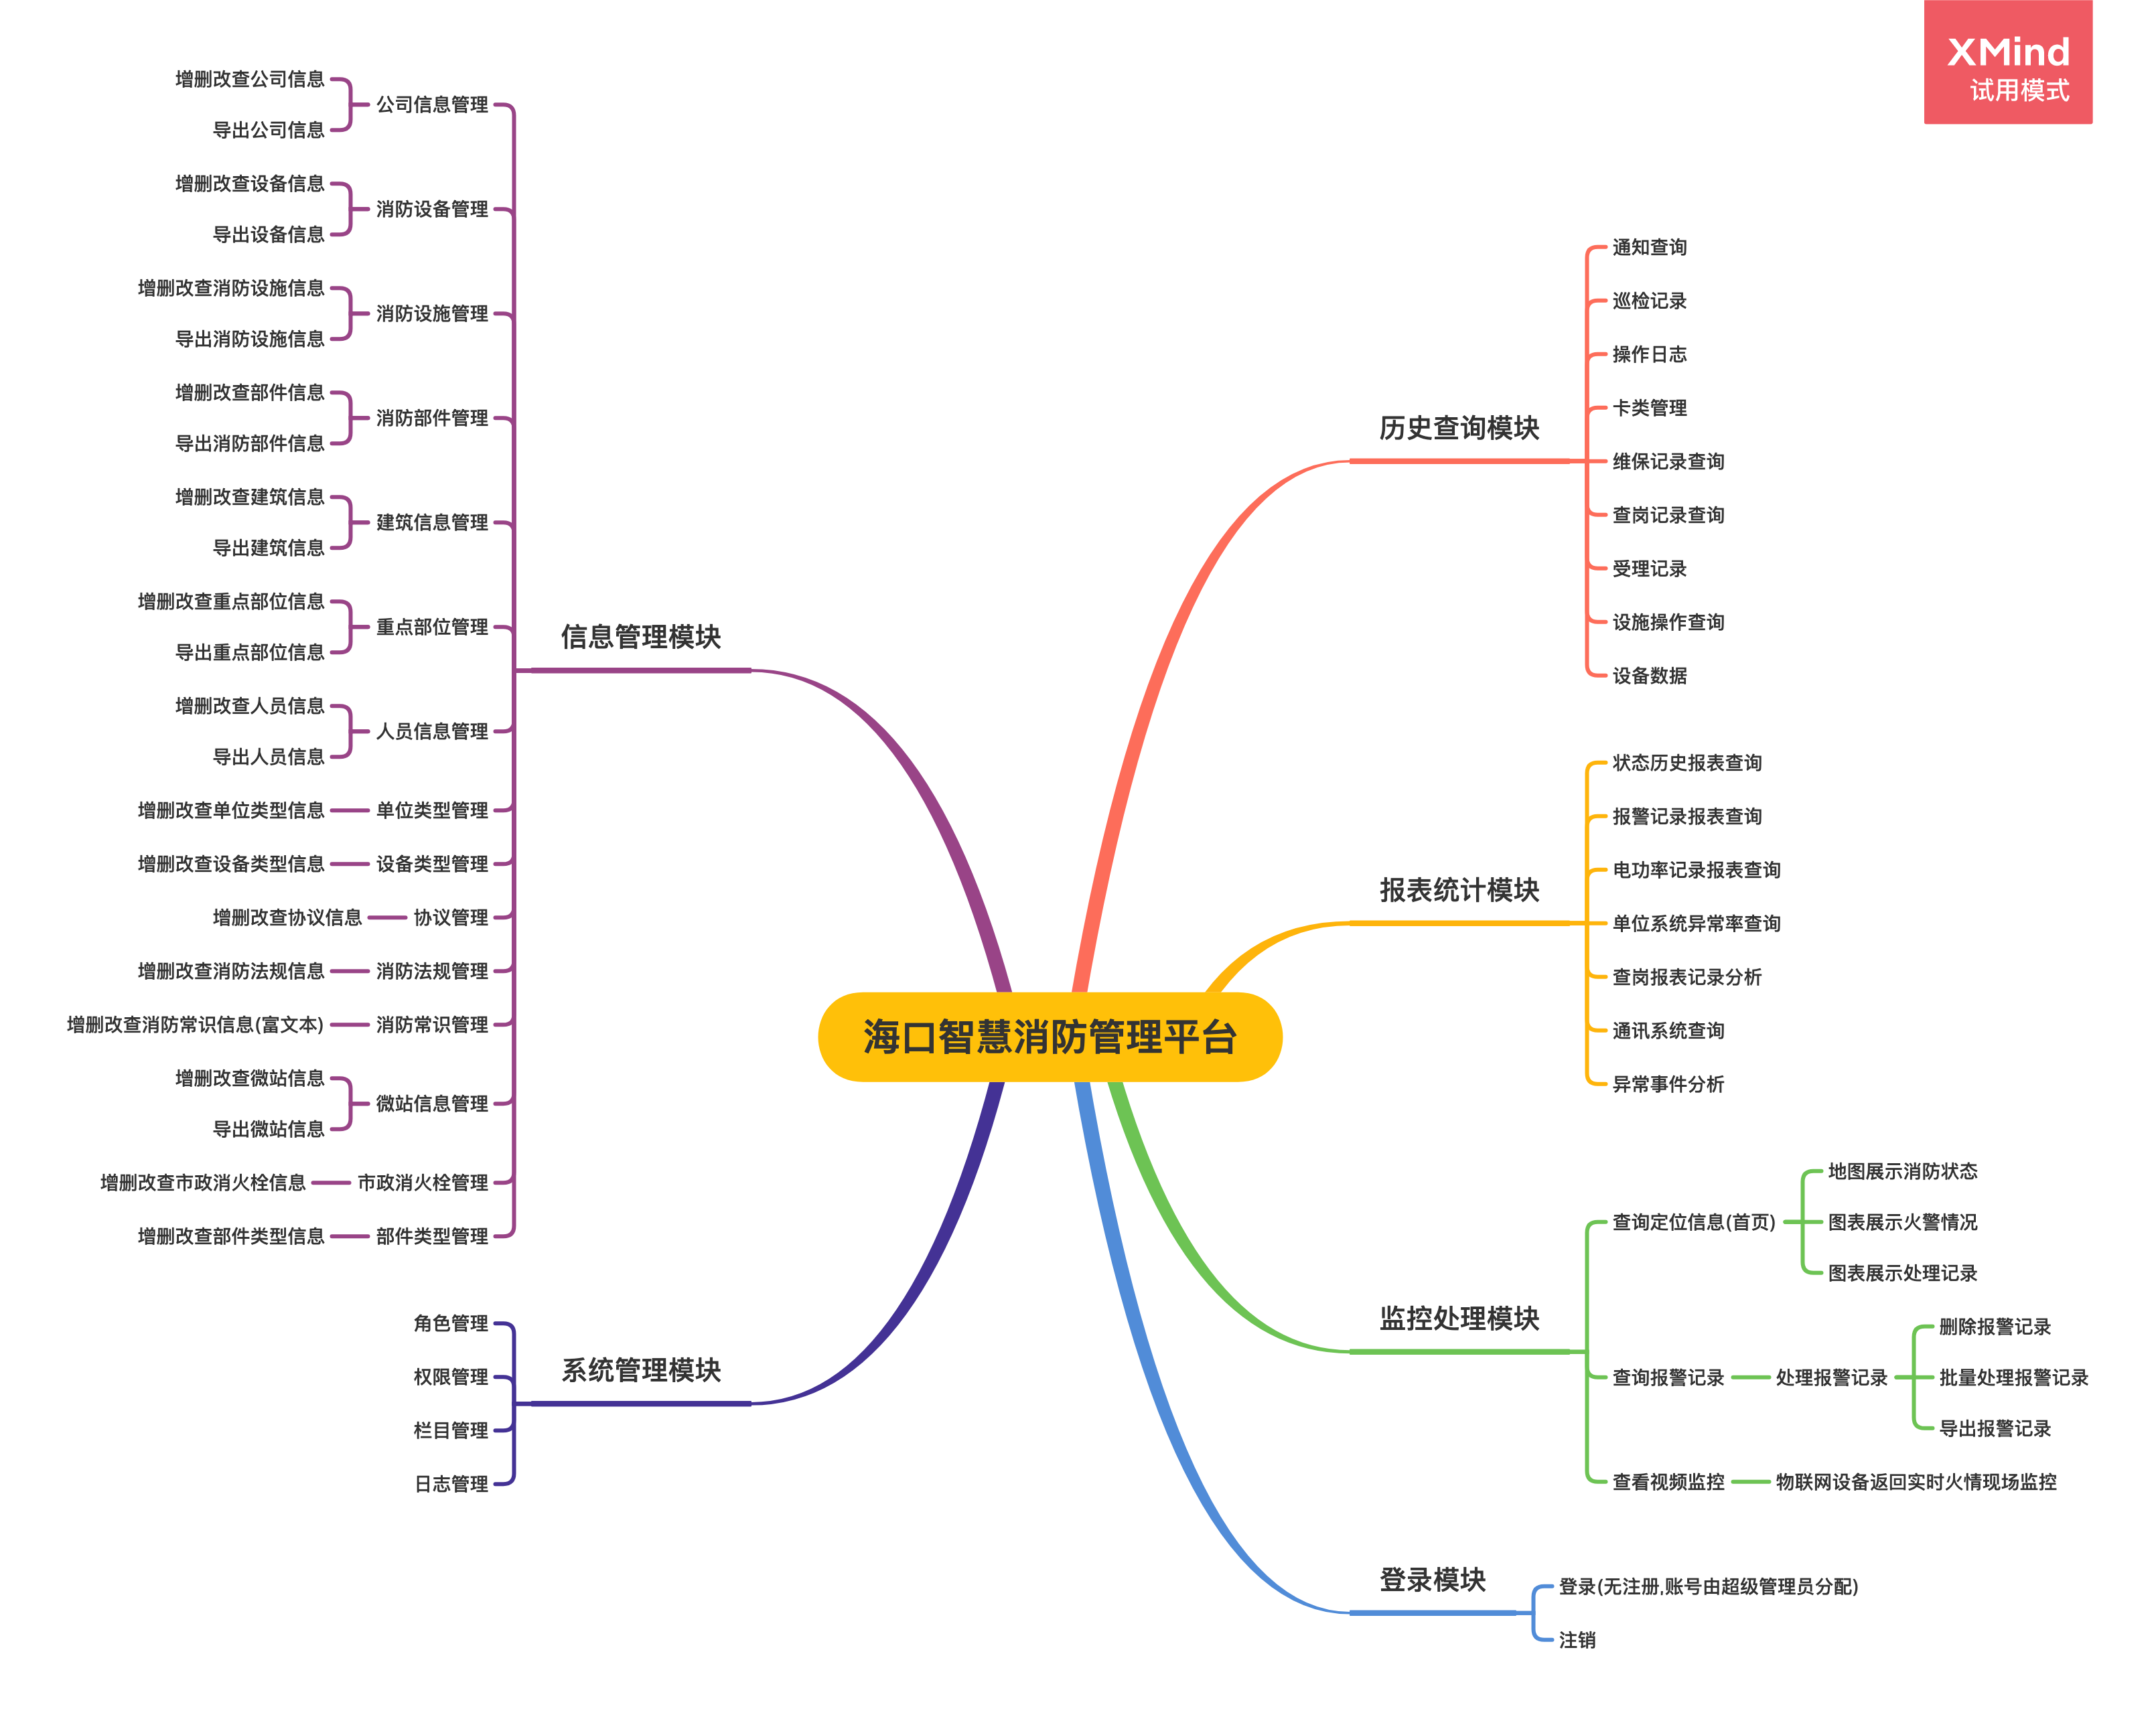 XMind
试用模式
海口智慧消防管理平台
历史查询模块
通知查询
巡检记录
操作日志
卡类管理
维保记录查询
查岗记录查询
受理记录
设施操作查询
设备数据
报表统计模块
状态历史报表查询
报警记录报表查询
电功率记录报表查询
单位系统异常率查询
查岗报表记录分析
通讯系统查询
异常事件分析
监控处理模块
查询定位信息(首页)
地图展示消防状态
图表展示火警情况
图表展示处理记录
查询报警记录
处理报警记录
删除报警记录
批量处理报警记录
导出报警记录
查看视频监控
物联网设备返回实时火情现场监控
登录模块
登录(无注册,账号由超级管理员分配)
注销
信息管理模块
公司信息管理
增删改查公司信息
导出公司信息
消防设备管理
增删改查设备信息
导出设备信息
消防设施管理
增删改查消防设施信息
导出消防设施信息
消防部件管理
增删改查部件信息
导出消防部件信息
建筑信息管理
增删改查建筑信息
导出建筑信息
重点部位管理
增删改查重点部位信息
导出重点部位信息
人员信息管理
增删改查人员信息
导出人员信息
单位类型管理
增删改查单位类型信息
设备类型管理
增删改查设备类型信息
协议管理
增删改查协议信息
消防法规管理
增删改查消防法规信息
消防常识管理
增删改查消防常识信息(富文本)
微站信息管理
增删改查微站信息
导出微站信息
市政消火栓管理
增删改查市政消火栓信息
部件类型管理
增删改查部件类型信息
系统管理模块
角色管理
权限管理
栏目管理
日志管理